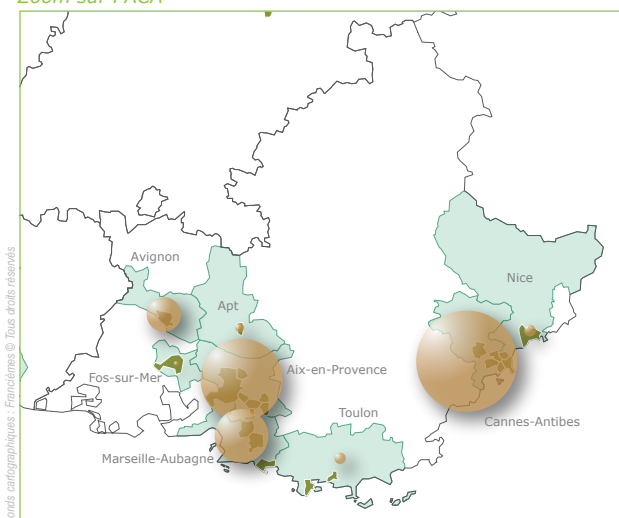 Zoom sur PACA
Avignon
Nice
Apt
Fos-sur-Mer
Aix-en-Provence
Toulon
Cannes-Antibes
Marseille-Aubagne
onds cartographiques : Francièmes © Tous droits réservés